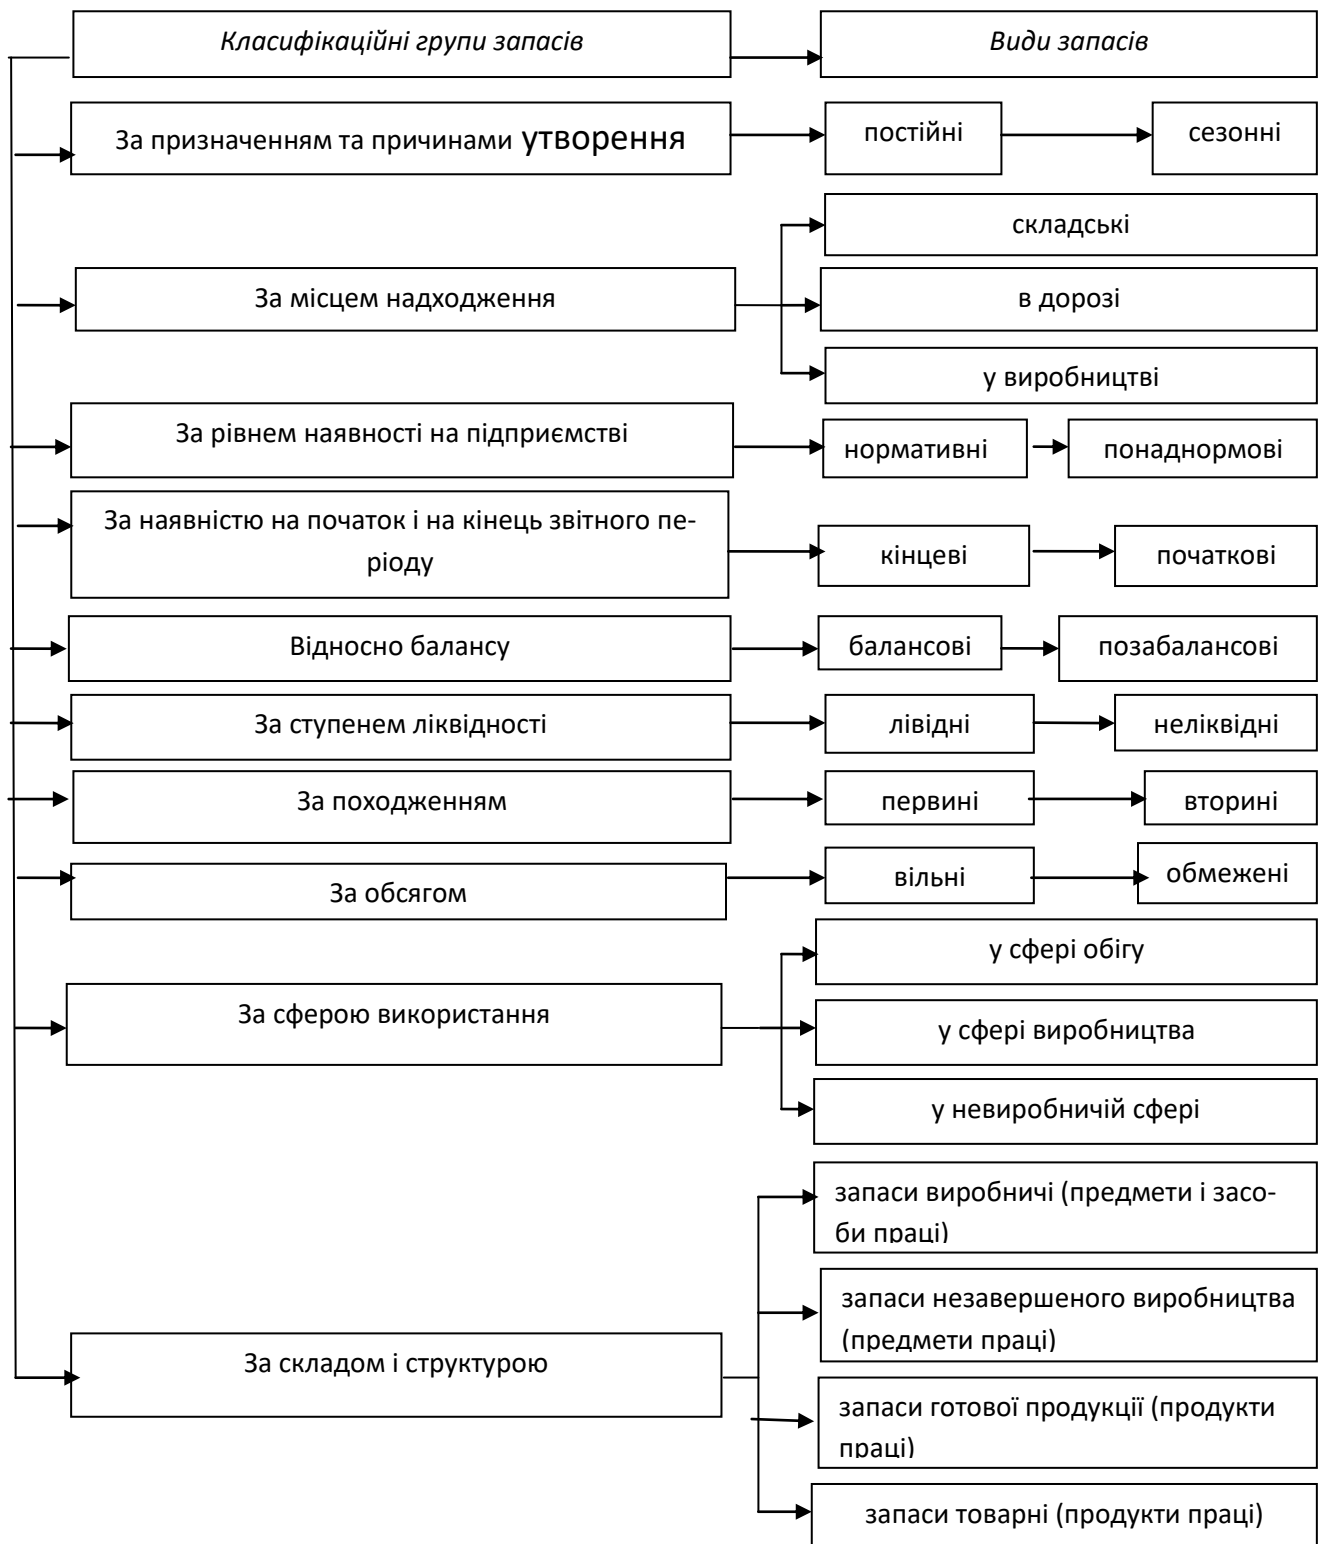 Класифікаційні групи запасів
Види запасів
За призначенням та причинами утворення
постійні
сезонні
складські
За місцем надходження
в дорозі
у виробництві
За рівнем наявності на підприємстві
нормативні
понаднормові
За наявністю на початок і на кінець звітного пе-
ріоду
кінцеві
початкові
Відносно балансу
балансові
позабалансові
За ступенем ліквідності
лівідні
неліквідні
За походженням
первині
вторині
За обсягом
вільні
обмежені
у сфері обігу
За сферою використання
у сфері виробництва
у невиробничій сфері
запаси виробничі (предмети і засо-
би праці)
запаси незавершеного виробництва
(предмети праці)
За складом і структурою
запаси готової продукції (продукти
праці)
запаси товарні (продукти праці)